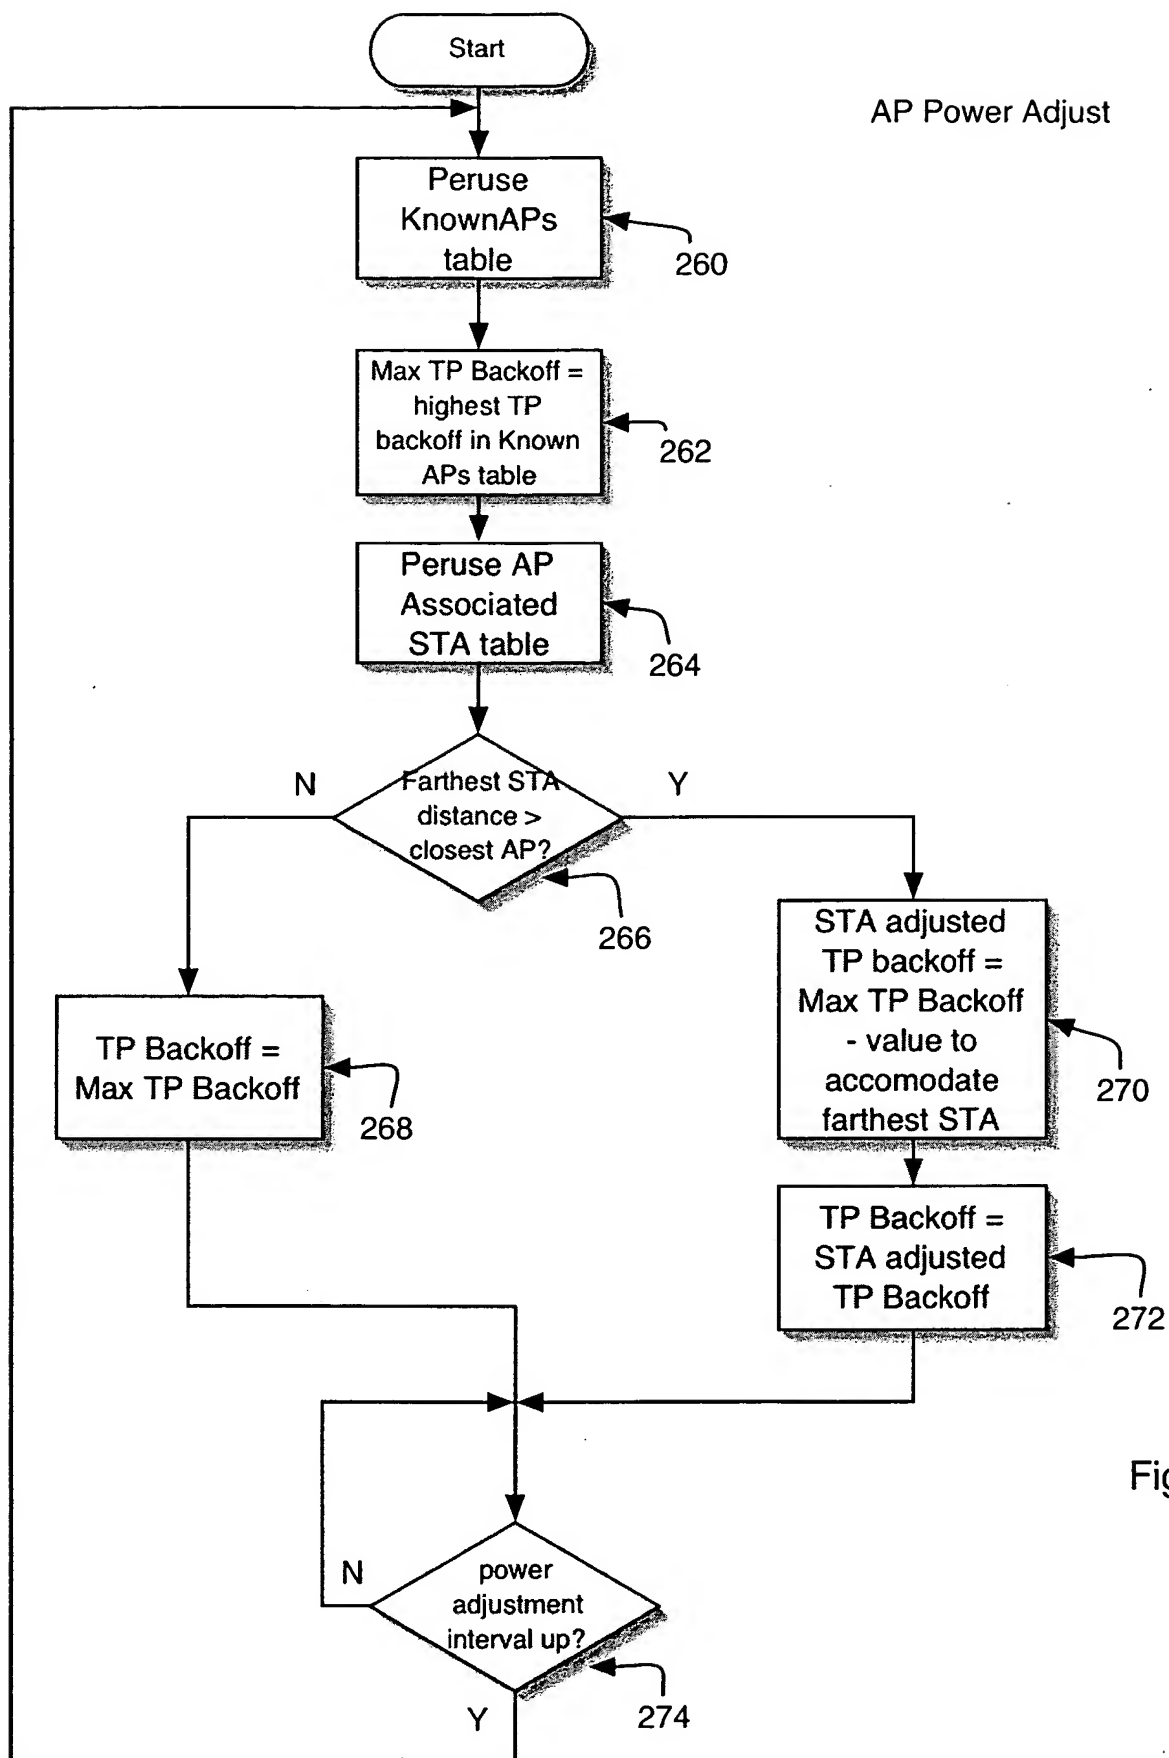 Start
AP Power Adjust
Peruse
KnownAPs
table
260
Max TP Backoff =
highest TP
backoff in Known
APs table
262
Peruse AP
Associated
STA table
264
N
Farthest STA
distance >
closest AP?
Y
266
STA adjusted
TP backoff =
Max TP Backoff
- value to
accomodate
farthest STA
270
TP Backoff =
Max TP Backoff
268
TP Backoff =
STA adjusted
TP Backoff
272
Fig
N
power
adjustment
interval up?
274
Y